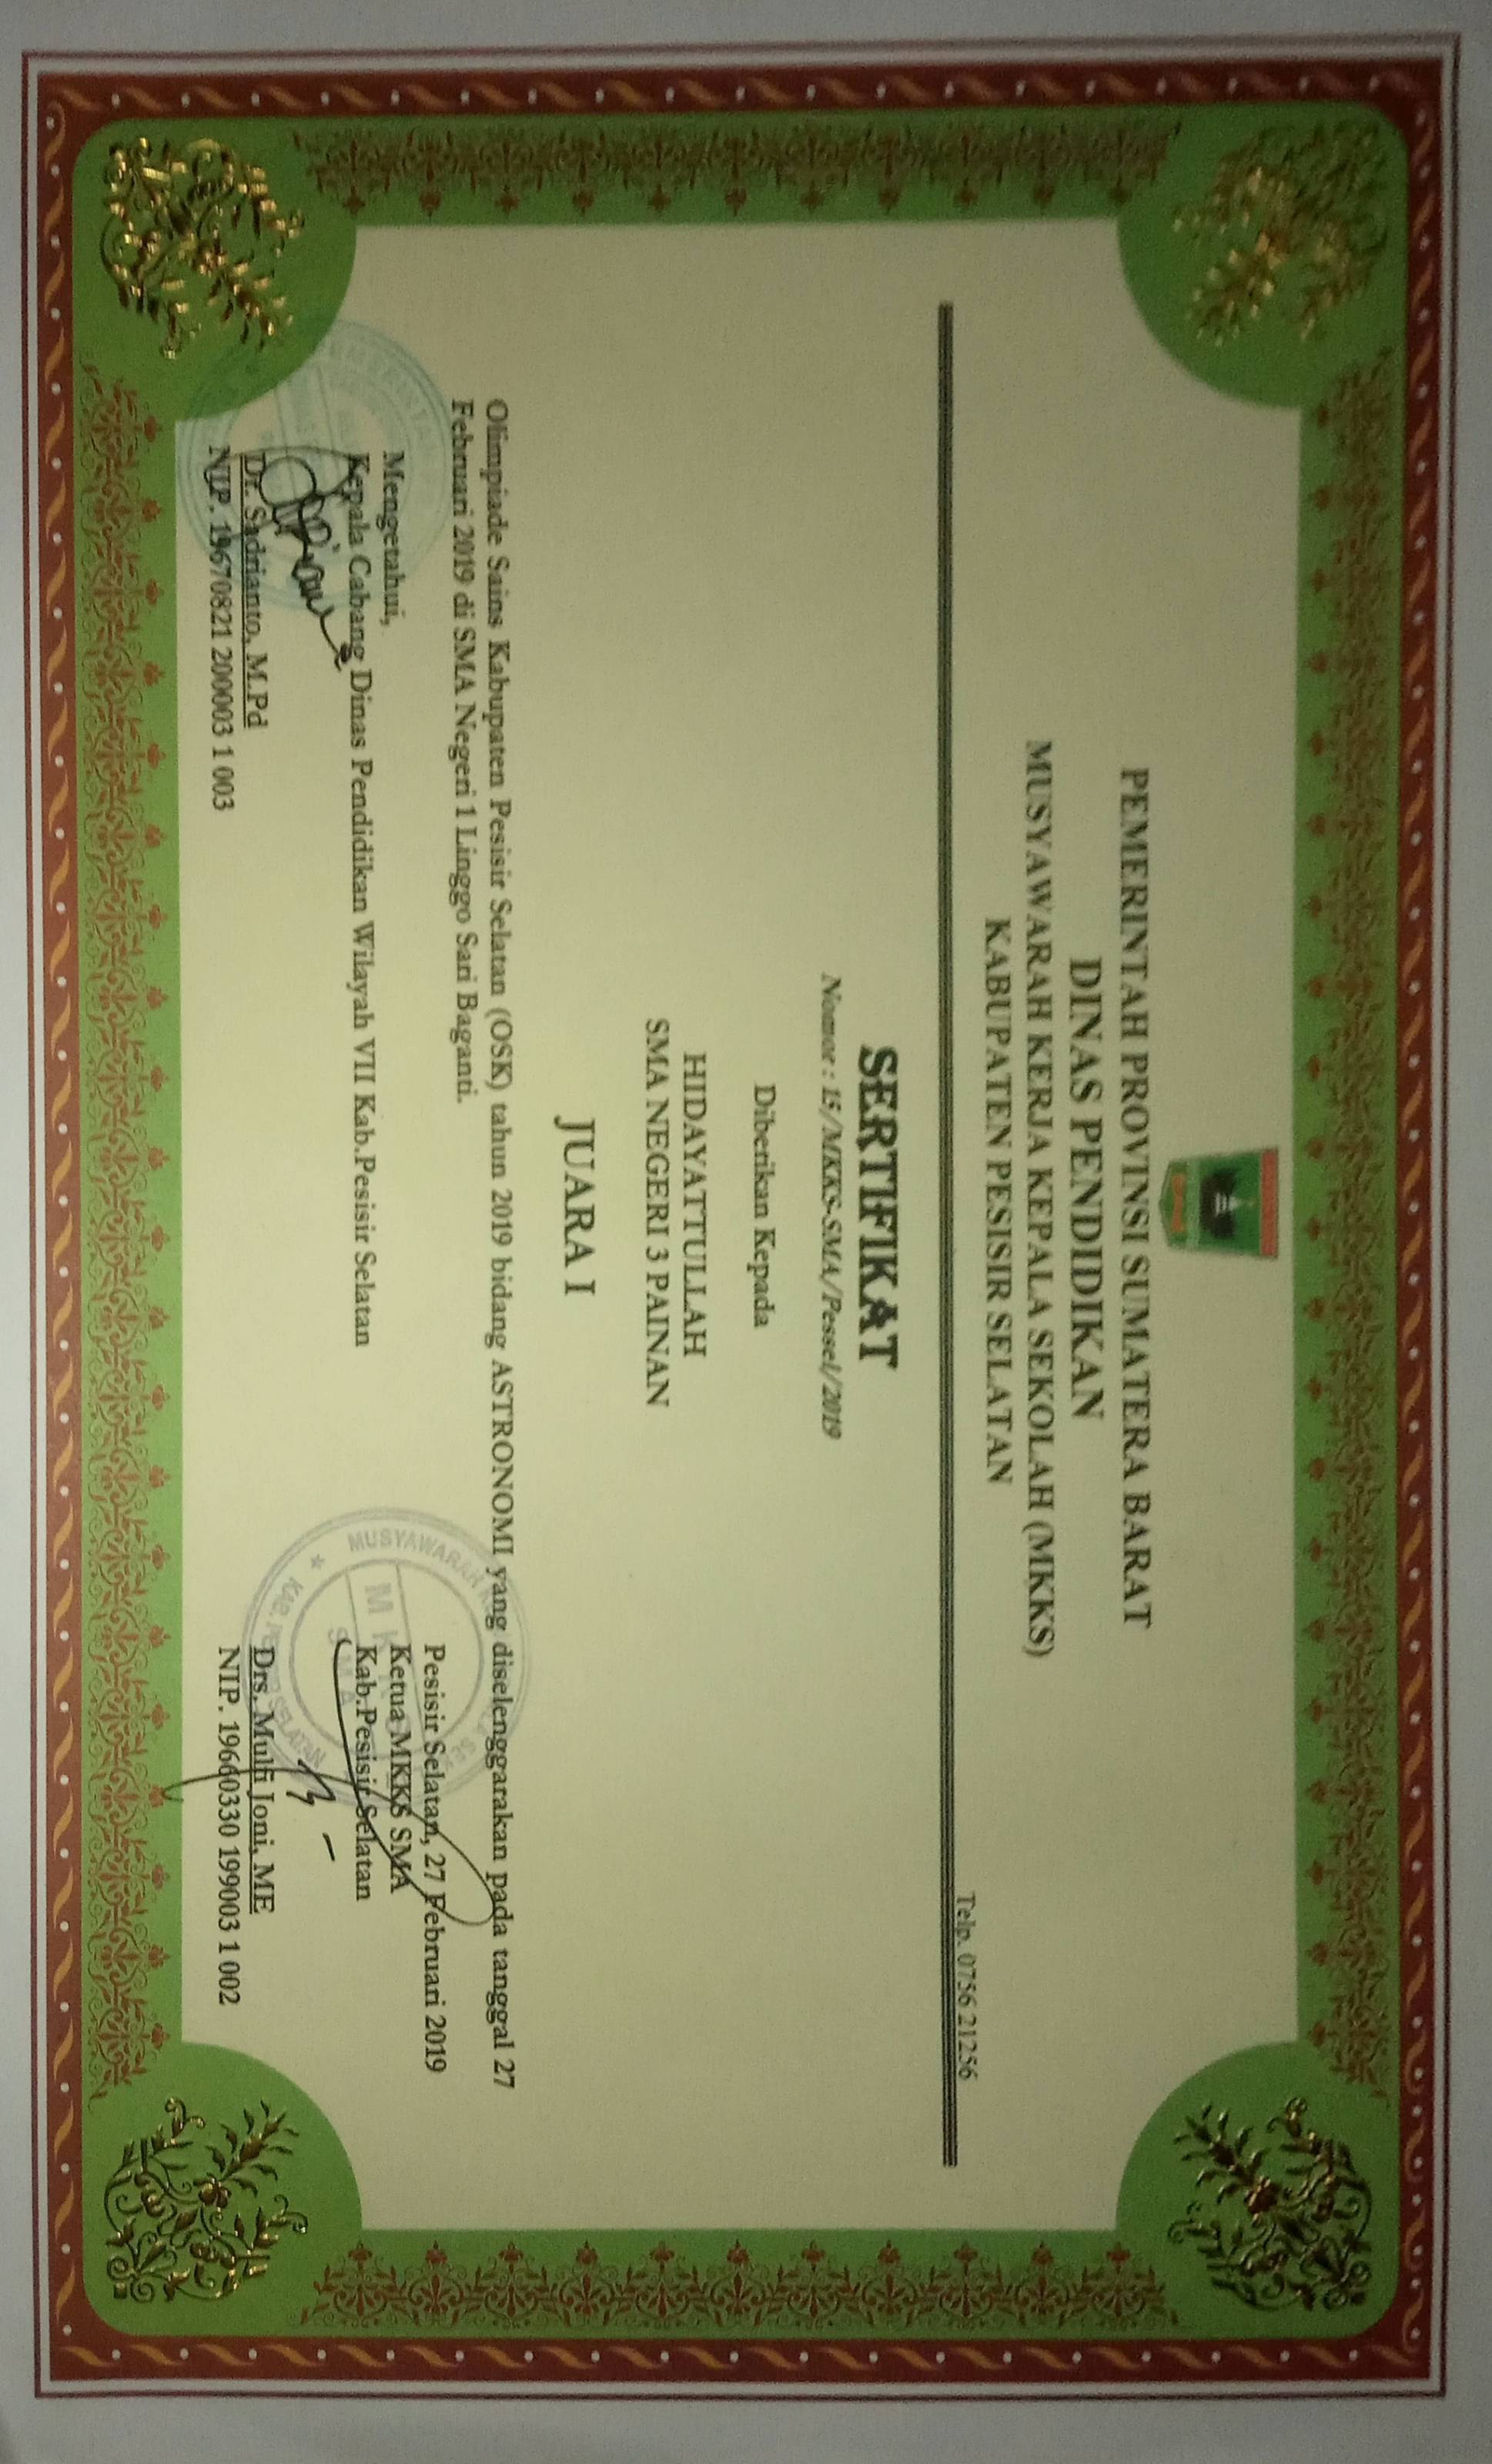 PEMERINTAH PROVINSI SUMATERA BARAT
DINAS PENDIDIKAN
MUSYAWARAH KERJA KEPALA SEKOLAH (MKKS)
KABUPATEN PESISIR SELATAN
Telp. 0756 21256
SERTIFIKAT
Nomor : 15/MKKS-SMA/Pessel/2019
Diberikan Kepada
HIDAYATTULLAH
SMA NEGERI 3 PAINAN
JUARA I
Olimpiade Sains Kabupaten Pesisir Selatan (OSK) tahun 2019 bidang ASTRONOMI yang diselenggarakan pada tanggal 27
Februari 2019 di SMA Negeri 1 Linggo Sari Baganti.
Pesisir Selatan, 27 Februari 2019
Ketua MKKS SMA
Kab.Pesisir Selatan
Mengetahui,
Kepala Cabang Dinas Pendidikan Wilayah VII Kab.Pesisir Selatan
Dr. Sadrianto, M.Pd
NIP. 19670821 200003 1 003
Drs. Mulfi Joni, ME
NIP. 19660330 199003 1 002
MUSYAWARAH
SMA
KAB. SELATAN